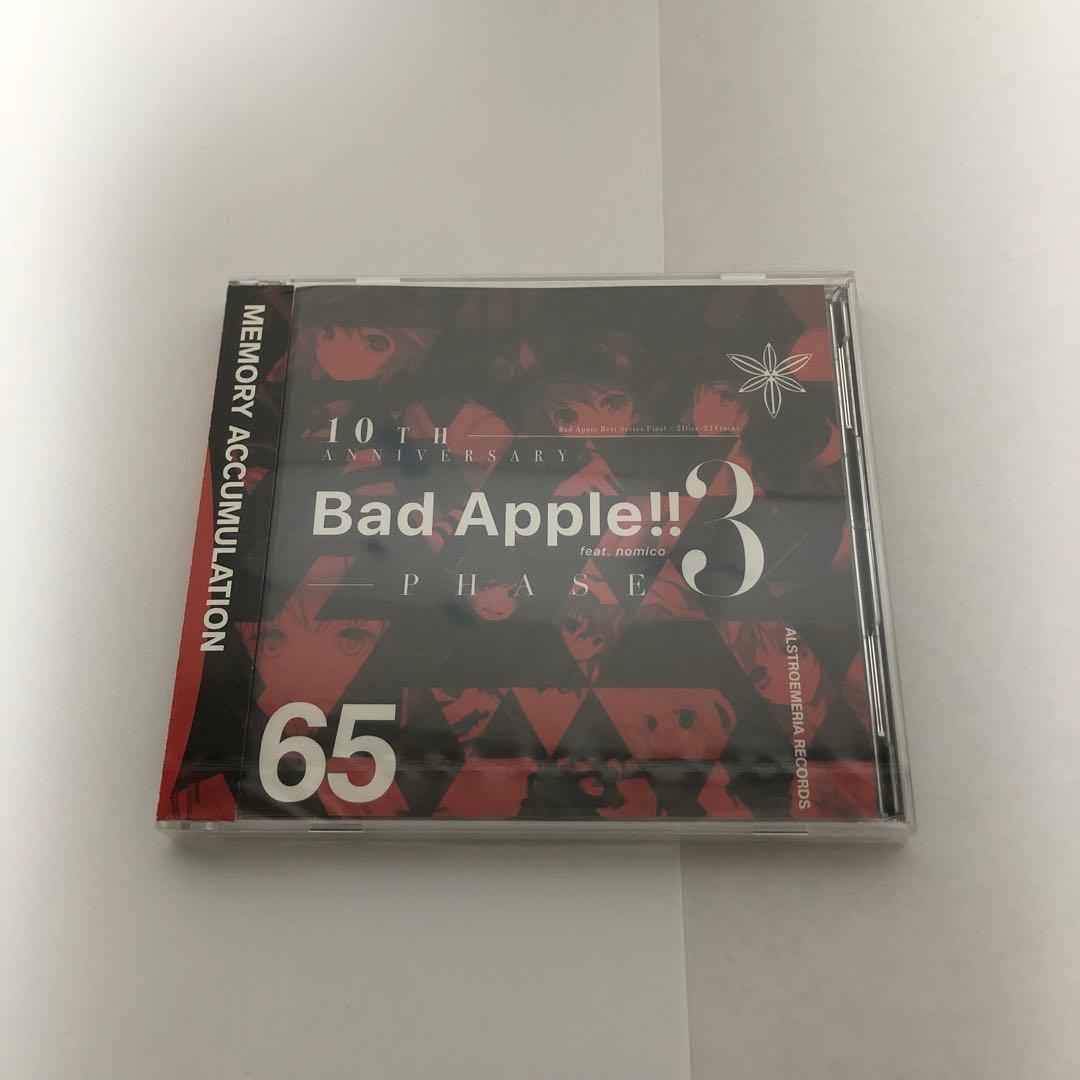 MEMORY ACCUMULATION
10TH
ANNIVERSARY
Bad Apple Best Series Final / 2Disc-23Tracks
Bad Apple!!
feat. nomico
PHASE 3
65
ALSTROEMERIA RECORDS